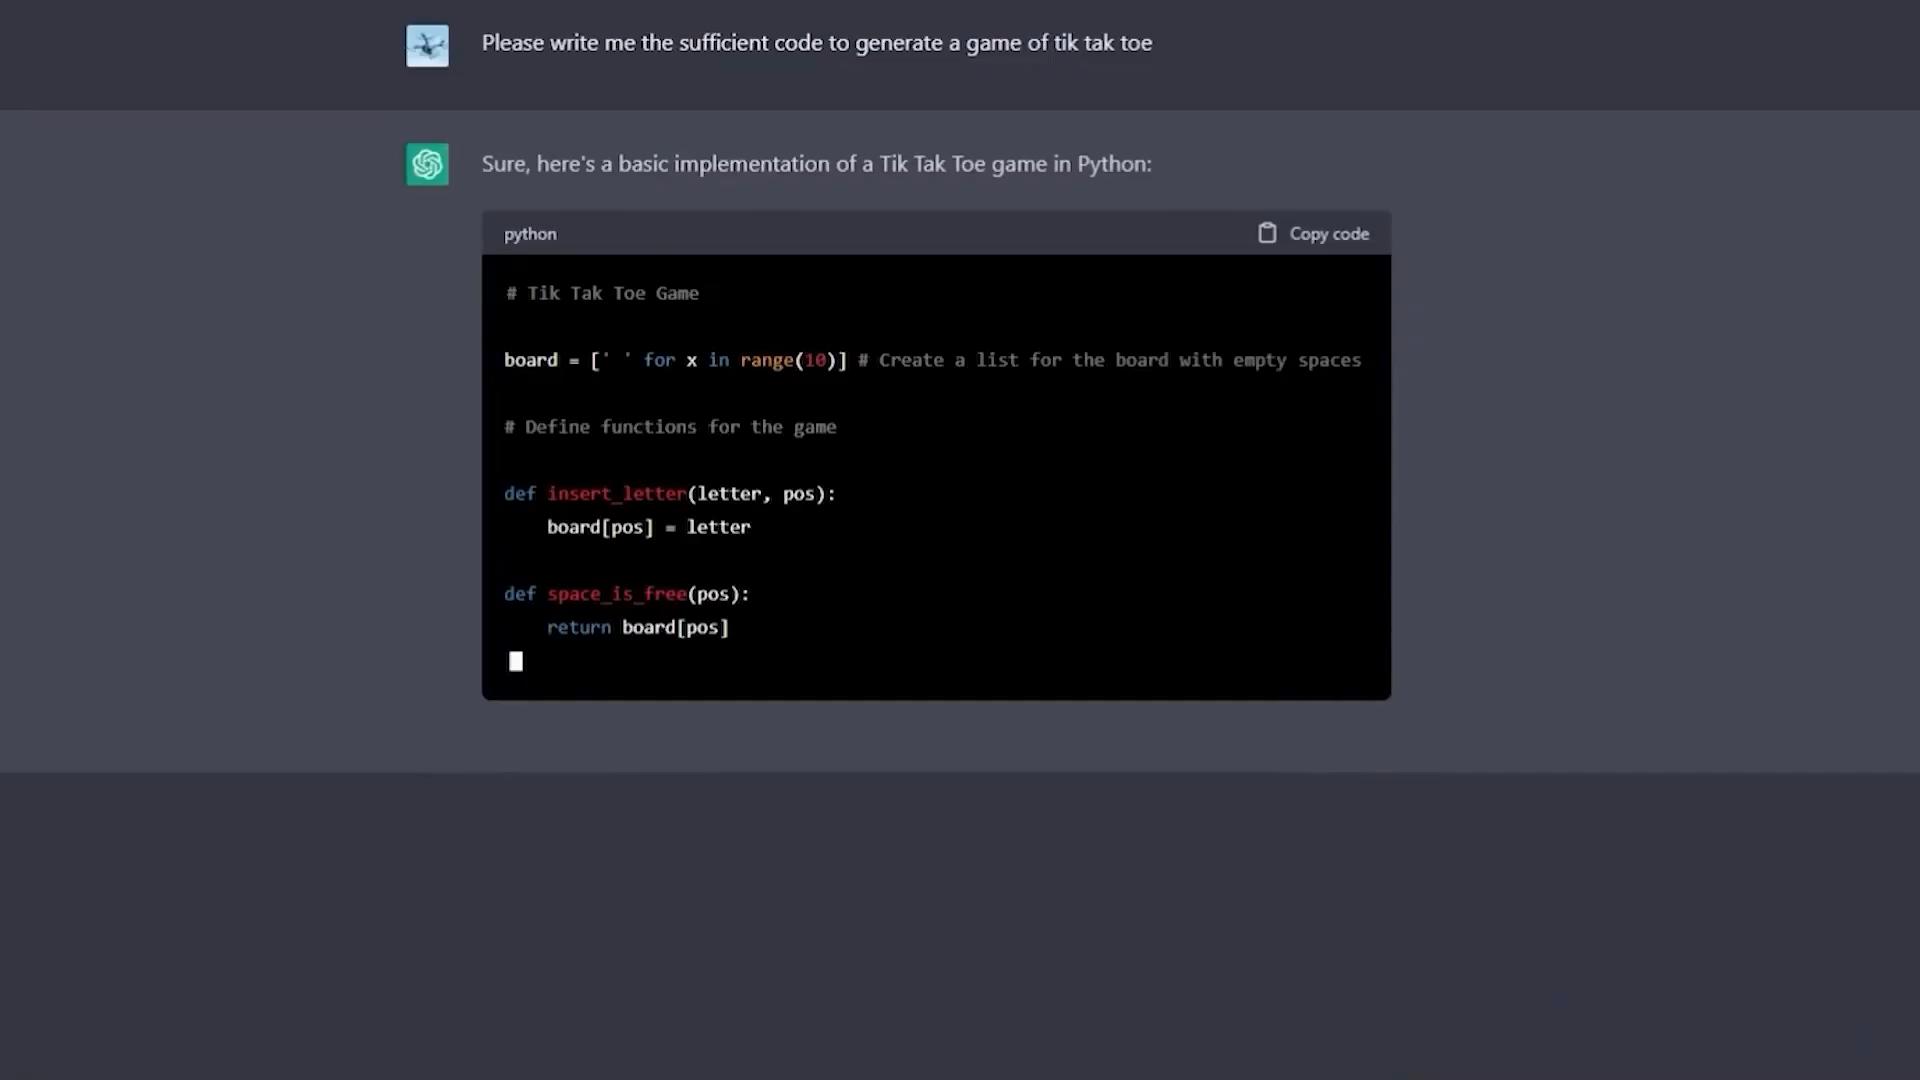 Please write me the sufficient code to generate a game of tik tak toe
Sure, here's a basic implementation of a Tik Tak Toe game in Python:
python
Copy code
# Tik Tak Toe Game
board = [' ' for x in range(10)] # Create a list for the board with empty spaces
# Define functions for the game
def insert_letter(letter, pos):
    board[pos] = letter
def space_is_free(pos):
    return board[pos]